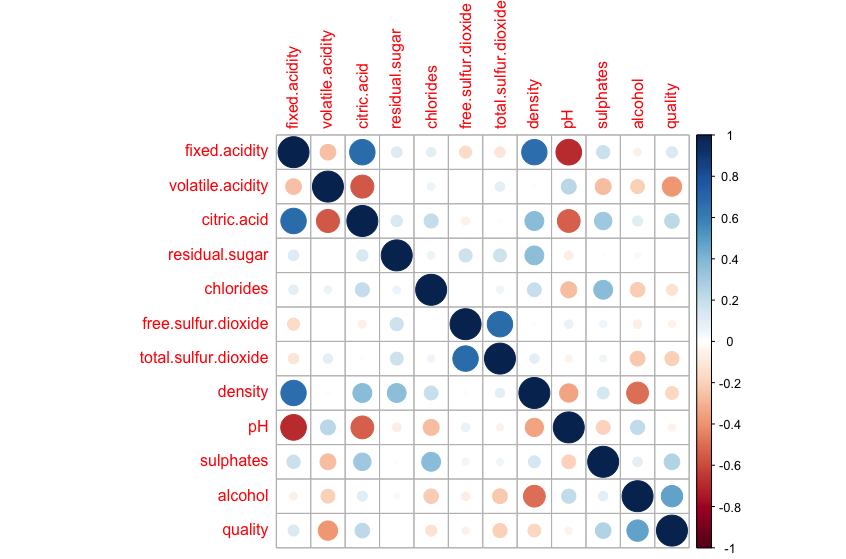 fixed.acidity
volatile.acidity
citric.acid
residual.sugar
chlorides
free.sulfur.dioxide
total.sulfur.dioxide
density
pH
sulphates
alcohol
quality
fixed.acidity
volatile.acidity
citric.acid
residual.sugar
chlorides
free.sulfur.dioxide
total.sulfur.dioxide
density
pH
sulphates
alcohol
quality
1
0.8
0.6
0.4
0.2
0
-0.2
-0.4
-0.6
-0.8
-1